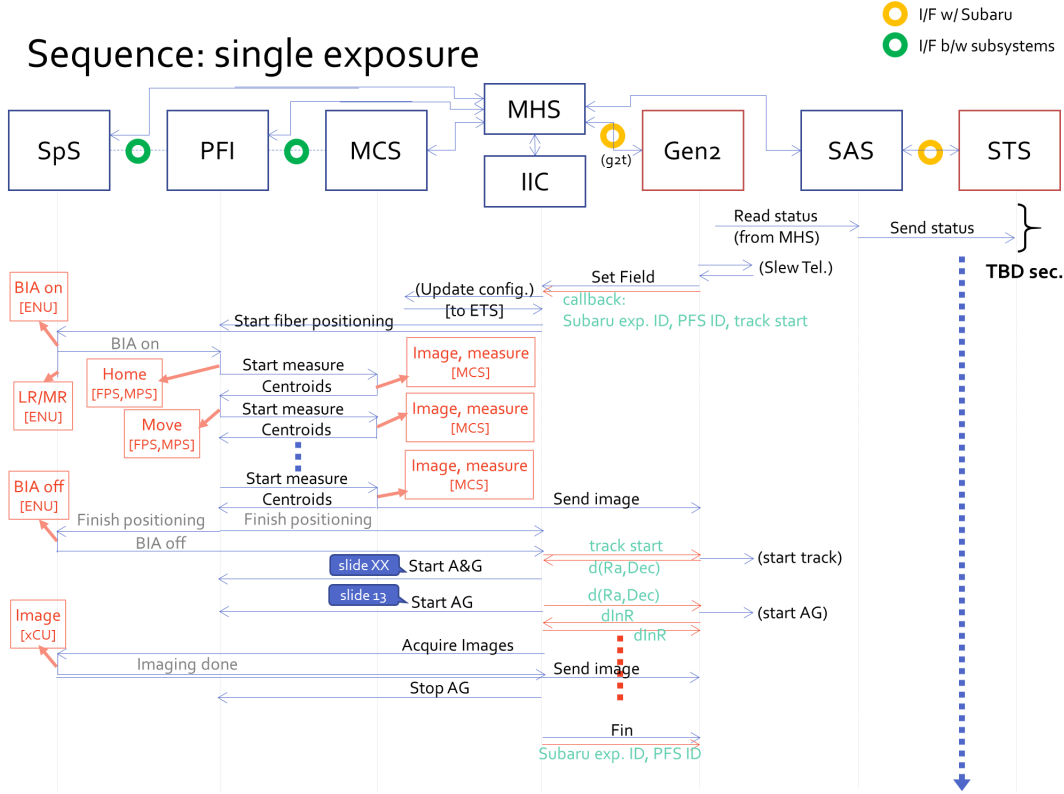 I/F w/ Subaru
I/F b/w subsystems
Sequence: single exposure
SpS
PFI
MCS
MHS
IIC
(g2t)
Gen2
SAS
STS
Read status
(from MHS)
Send status
TBD sec.
(Slew Tel.)
Set Field
BIA on
[ENU]
(Update config.)
[to ETS]
callback:
Subaru exp. ID, PFS ID, track start
Start fiber positioning
BIA on
Start measure
Image, measure
[MCS]
Home
[FPS,MPS]
Centroids
LR/MR
[ENU]
Start measure
Image, measure
[MCS]
Move
[FPS,MPS]
Centroids
Start measure
Image, measure
[MCS]
BIA off
[ENU]
Centroids
Send image
Finish positioning
Finish positioning
BIA off
track start
(start track)
slide XX
Start A&G
d(Ra,Dec)
slide 13
Start AG
d(Ra,Dec)
(start AG)
dInR
dInR
Image
[xCU]
Acquire Images
Imaging done
Send image
Stop AG
Fin
Subaru exp. ID, PFS ID